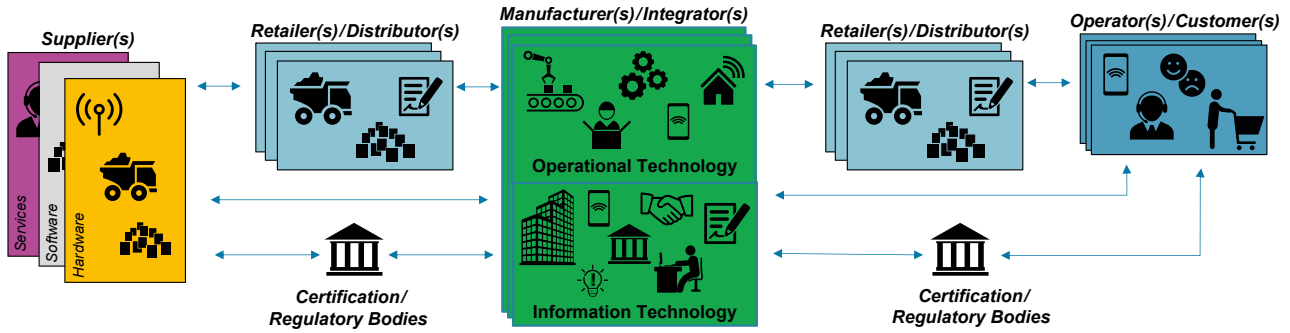 Supplier(s)
Services
Software
Hardware
Retailer(s)/Distributor(s)
Manufacturer(s)/Integrator(s)
Operational Technology
Information Technology
Retailer(s)/Distributor(s)
Operator(s)/Customer(s)
Certification/
Regulatory Bodies
Certification/
Regulatory Bodies